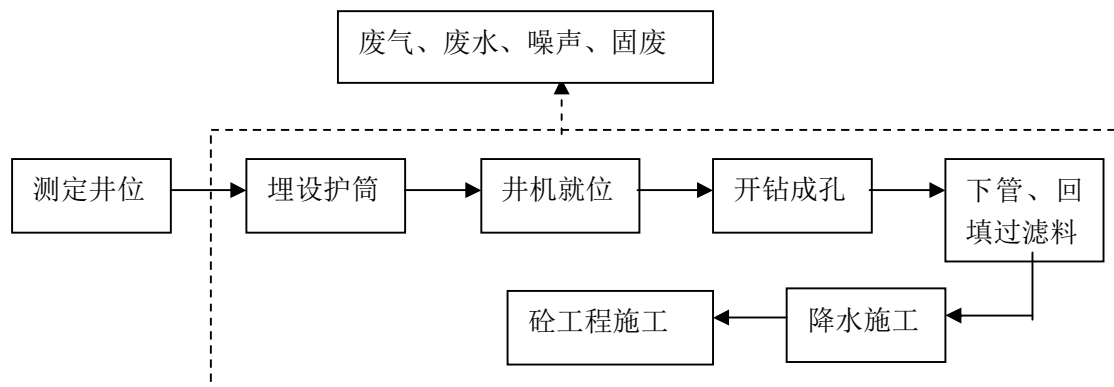 废气、废水、噪声、固废
测定井位
埋设护筒
井机就位
开钻成孔
下管、回
填过滤料
砼工程施工
降水施工